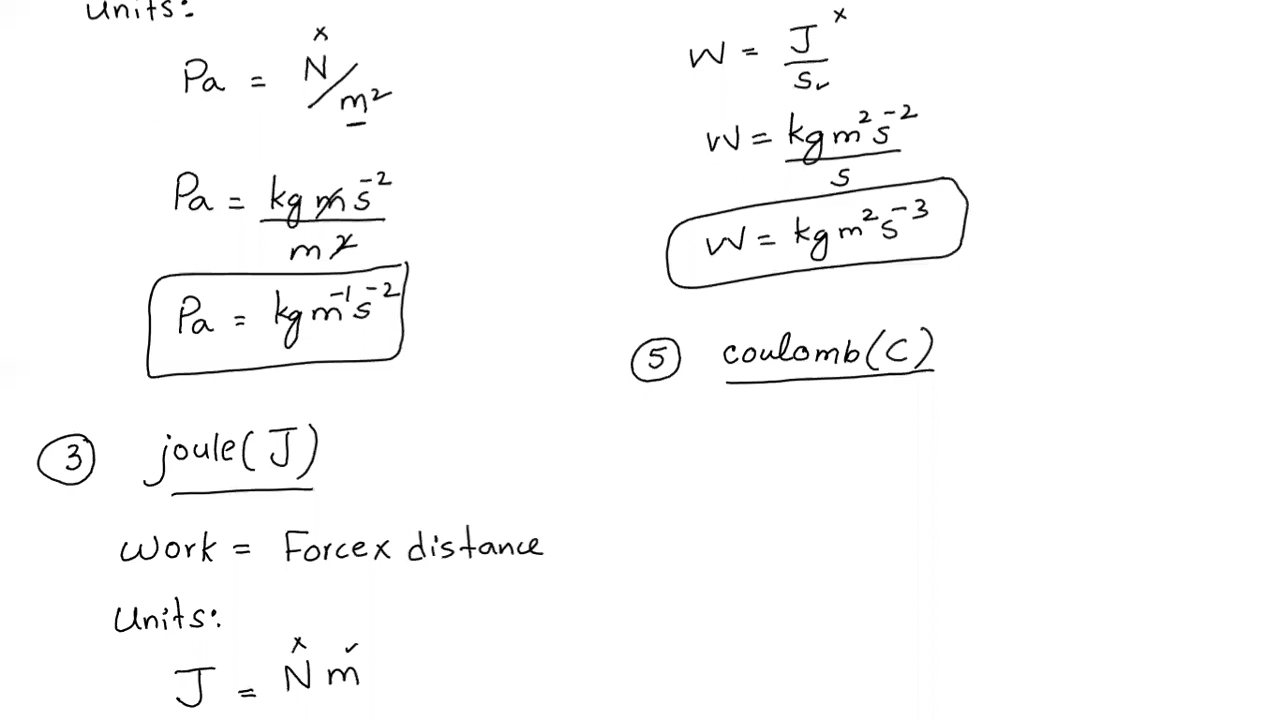 Units:
Pa = N/m²
Pa = kg m s⁻² / m²
Pa = kg m⁻¹ s⁻²
③ joule (J)
Work = Force x distance
Units:
J = N m
W = J / s
W = kg m² s⁻² / s
W = kg m² s⁻³
⑤ coulomb (C)